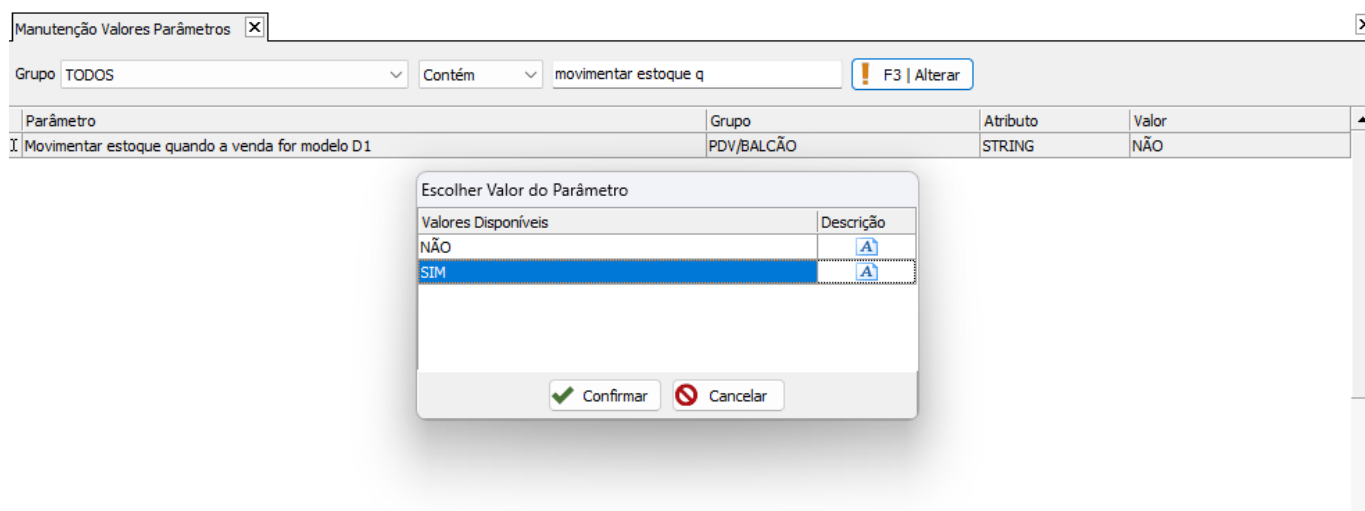 Manutenção Valores Parâmetros
Grupo TODOS Contém movimentar estoque q F3 | Alterar
Parâmetro Grupo Atributo Valor
Movimentar estoque quando a venda for modelo D1 PDV/BALCÃO STRING NÃO
Escolher Valor do Parâmetro
Valores Disponíveis Descrição
NÃO A
SIM A
Confirmar Cancelar